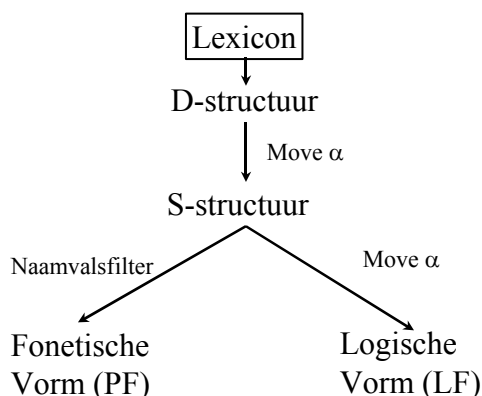 Lexicon
D-structuur
Move α
S-structuur
Naamvalsfilter
Move α
Fonetische
Vorm (PF)
Logische
Vorm (LF)